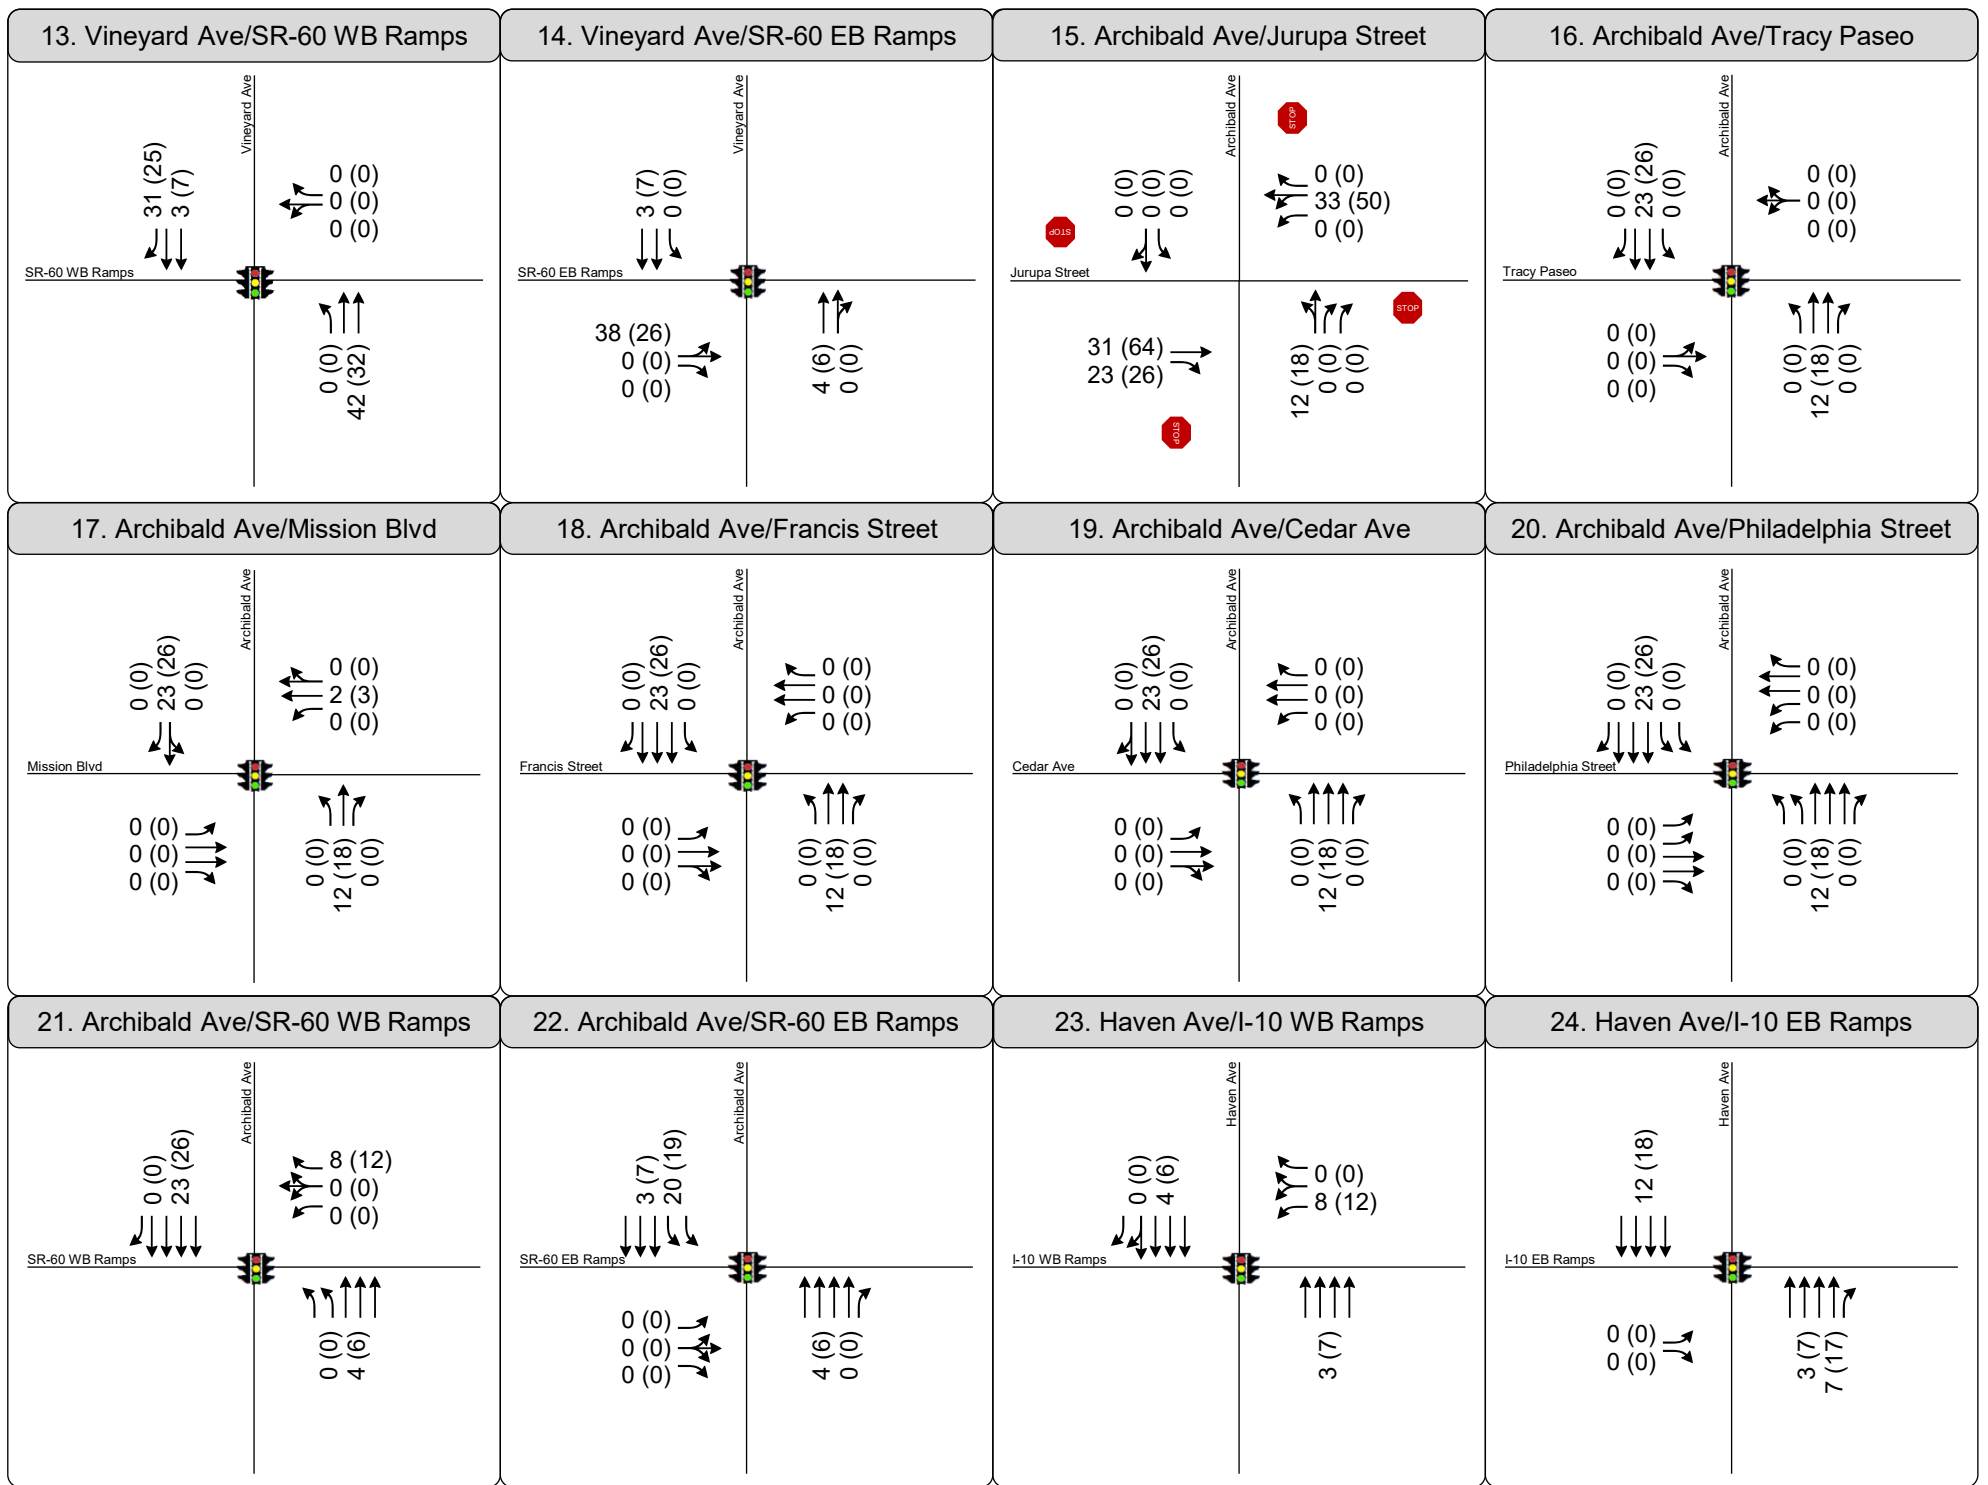 13. Vineyard Ave/SR-60 WB Ramps
Vineyard Ave
31 (25)
3 (7)
0 (0)
0 (0)
0 (0)
SR-60 WB Ramps
0 (0)
42 (32)
14. Vineyard Ave/SR-60 EB Ramps
Vineyard Ave
3 (7)
0 (0)
SR-60 EB Ramps
38 (26)
0 (0)
0 (0)
4 (6)
0 (0)
15. Archibald Ave/Jurupa Street
Archibald Ave
STOP
0 (0)
0 (0)
0 (0)
0 (0)
33 (50)
0 (0)
STOP
Jurupa Street
STOP
31 (64)
23 (26)
12 (18)
0 (0)
0 (0)
STOP
16. Archibald Ave/Tracy Paseo
Archibald Ave
0 (0)
23 (26)
0 (0)
0 (0)
0 (0)
0 (0)
Tracy Paseo
0 (0)
0 (0)
0 (0)
0 (0)
12 (18)
0 (0)
17. Archibald Ave/Mission Blvd
Archibald Ave
0 (0)
23 (26)
0 (0)
0 (0)
2 (3)
0 (0)
Mission Blvd
0 (0)
0 (0)
0 (0)
0 (0)
12 (18)
0 (0)
18. Archibald Ave/Francis Street
Archibald Ave
0 (0)
23 (26)
0 (0)
0 (0)
0 (0)
0 (0)
Francis Street
0 (0)
0 (0)
0 (0)
0 (0)
12 (18)
0 (0)
19. Archibald Ave/Cedar Ave
Archibald Ave
0 (0)
23 (26)
0 (0)
0 (0)
0 (0)
0 (0)
Cedar Ave
0 (0)
0 (0)
0 (0)
0 (0)
12 (18)
0 (0)
20. Archibald Ave/Philadelphia Street
Archibald Ave
0 (0)
23 (26)
0 (0)
0 (0)
0 (0)
0 (0)
Philadelphia Street
0 (0)
0 (0)
0 (0)
0 (0)
12 (18)
0 (0)
21. Archibald Ave/SR-60 WB Ramps
Archibald Ave
0 (0)
23 (26)
8 (12)
0 (0)
0 (0)
SR-60 WB Ramps
0 (0)
4 (6)
22. Archibald Ave/SR-60 EB Ramps
Archibald Ave
3 (7)
20 (19)
SR-60 EB Ramps
0 (0)
0 (0)
0 (0)
4 (6)
0 (0)
23. Haven Ave/I-10 WB Ramps
Haven Ave
0 (0)
4 (6)
0 (0)
8 (12)
I-10 WB Ramps
3 (7)
24. Haven Ave/I-10 EB Ramps
Haven Ave
12 (18)
I-10 EB Ramps
0 (0)
0 (0)
3 (7)
7 (17)